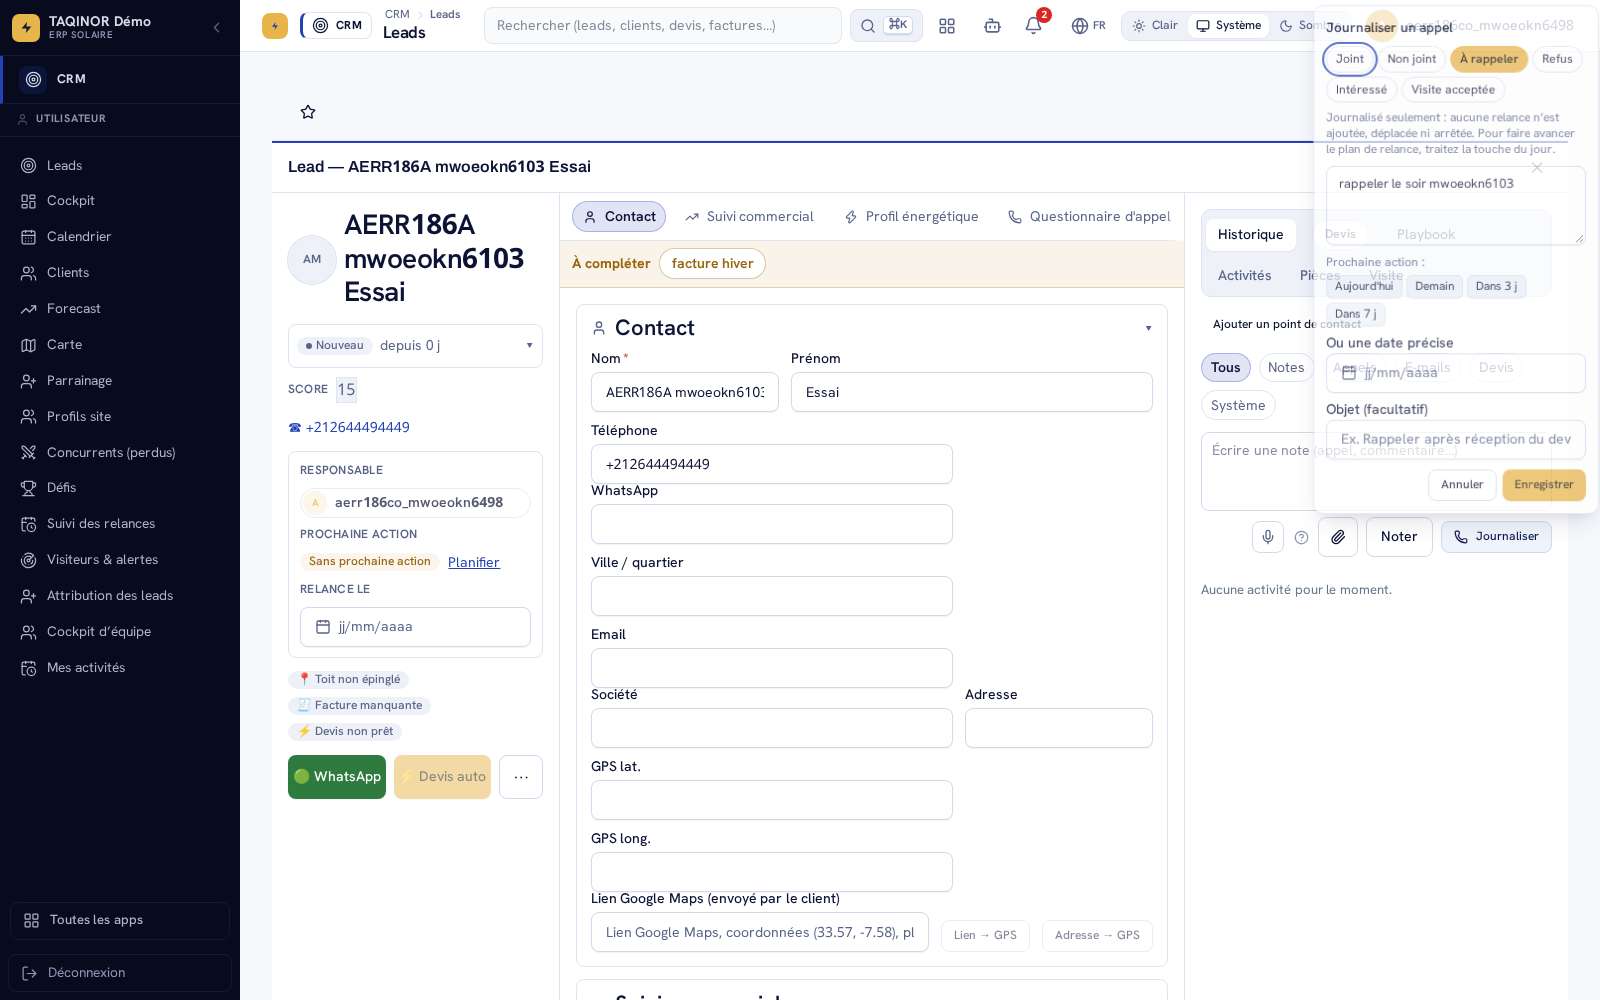 TAQINOR Démo
ERP SOLAIRE
CRM
UTILISATEUR
Leads
Cockpit
Calendrier
Clients
Forecast
Carte
Parrainage
Profils site
Concurrents (perdus)
Défis
Suivi des relances
Visiteurs & alertes
Attribution des leads
Cockpit d’équipe
Mes activités
Toutes les apps
Déconnexion
CRM
CRM > Leads
Leads
Rechercher (leads, clients, devis, factures…)
⌘K
2
FR
Clair
Système
Sombre
aerr186co_mwoeokn6498
Lead — AERR186A mwoeokn6103 Essai
AM
AERR186A
mwoeokn6103
Essai
Nouveau
depuis 0 j
SCORE 15
☎ +212644494449
RESPONSABLE
A
aerr186co_mwoeokn6498
PROCHAINE ACTION
Sans prochaine action
Planifier
RELANCE LE
jj/mm/aaaa
📍 Toit non épinglé
🧾 Facture manquante
⚡ Devis non prêt
🟢 WhatsApp
⚡ Devis auto
⋯
Contact
Suivi commercial
Profil énergétique
Questionnaire d'appel
À compléter
facture hiver
Contact
Nom *
Prénom
AERR186A mwoeokn6103
Essai
Téléphone
+212644494449
WhatsApp
Ville / quartier
Email
Société
Adresse
GPS lat.
GPS long.
Lien Google Maps (envoyé par le client)
Lien Google Maps, coordonnées (33.57, -7.58), pl
Lien → GPS
Adresse → GPS
Historique
Devis
Playbook
Activités
Pièces
Visite
Ajouter un point de contact
Tous
Notes
Appels
E-mails
Devis
Système
Écrire une note (appel, commentaire…)
Noter
Journaliser
Aucune activité pour le moment.
Journaliser un appel
Joint
Non joint
À rappeler
Refus
Intéressé
Visite acceptée
Journalisé seulement : aucune relance n’est
ajoutée, déplacée ni arrêtée. Pour faire avancer
le plan de relance, traitez la touche du jour.
rappeler le soir mwoeokn6103
Prochaine action :
Aujourd'hui
Demain
Dans 3 j
Dans 7 j
Ou une date précise
jj/mm/aaaa
Objet (facultatif)
Ex. Rappeler après réception du dev
Annuler
Enregistrer